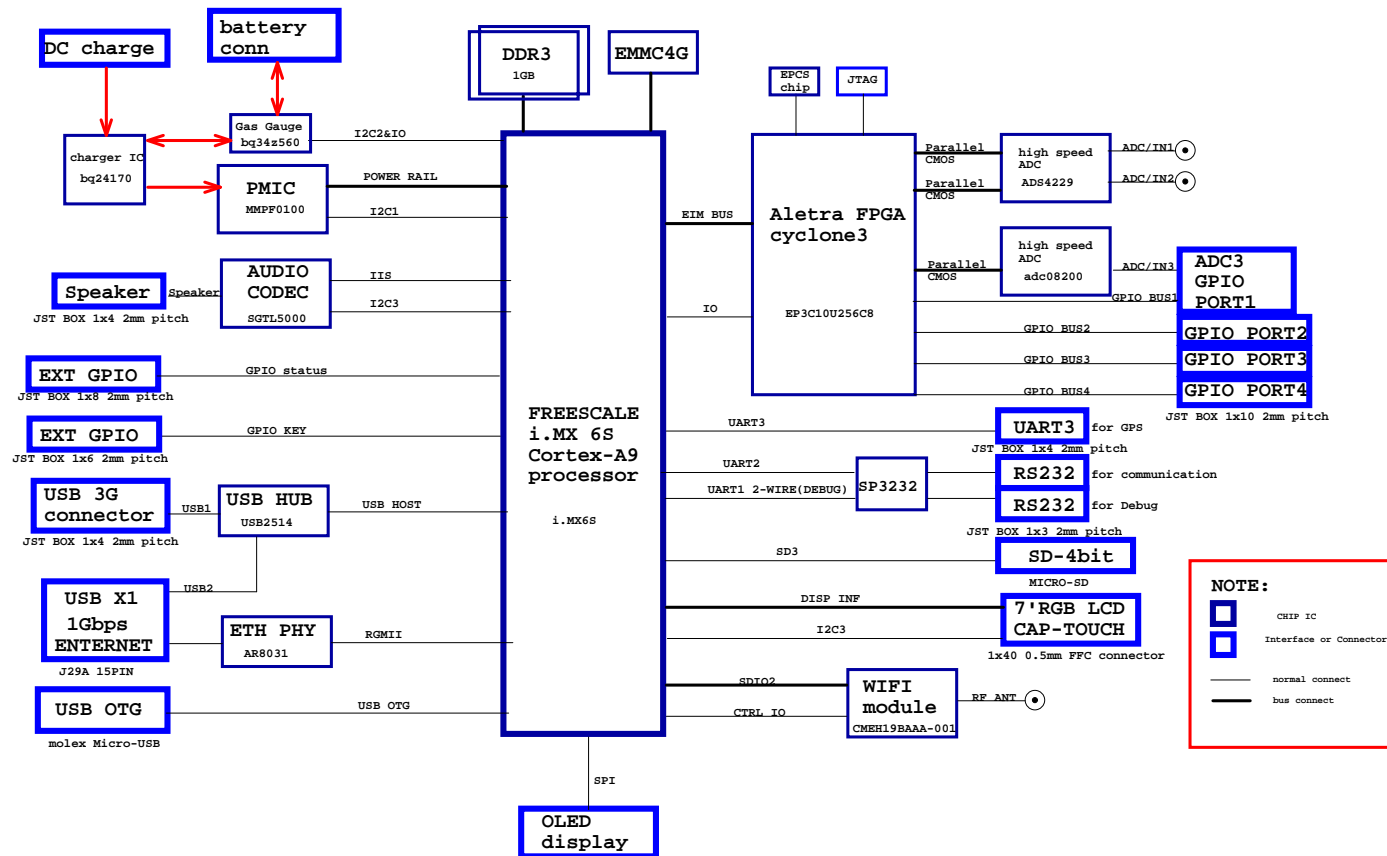 DC charge
battery
conn
DDR3
1GB
EMMC4G
EPCS
chip
JTAG
charger IC
bq24170
Gas Gauge
bq34z560
I2C2&IO
PMIC
MMPF0100
POWER RAIL
I2C1
Speaker
Speaker
JST BOX 1x4 2mm pitch
AUDIO
CODEC
SGTL5000
IIS
I2C3
EXT GPIO
JST BOX 1x8 2mm pitch
GPIO status
EXT GPIO
JST BOX 1x6 2mm pitch
GPIO KEY
USB 3G
connector
JST BOX 1x4 2mm pitch
USB1
USB HUB
USB2514
USB HOST
USB2
USB X1
1Gbps
ENTERNET
J29A 15PIN
ETH PHY
AR8031
RGMII
USB OTG
molex Micro-USB
USB OTG
FREESCALE
i.MX 6S
Cortex-A9
processor
i.MX6S
SPI
OLED
display
EIM BUS
IO
Aletra FPGA
cyclone3
EP3C10U256C8
Parallel
CMOS
Parallel
CMOS
high speed
ADC
ADS4229
ADC/IN1
ADC/IN2
Parallel
CMOS
high speed
ADC
adc08200
ADC/IN3
ADC3
GPIO
PORT1
GPIO BUS1
GPIO BUS2
GPIO PORT2
GPIO BUS3
GPIO PORT3
GPIO BUS4
GPIO PORT4
JST BOX 1x10 2mm pitch
UART3
UART3
for GPS
JST BOX 1x4 2mm pitch
UART2
UART1 2-WIRE(DEBUG)
SP3232
RS232
for communication
RS232
for Debug
JST BOX 1x3 2mm pitch
SD3
SD-4bit
MICRO-SD
DISP INF
I2C3
7'RGB LCD
CAP-TOUCH
1x40 0.5mm FFC connector
SDIO2
CTRL IO
WIFI
module
CMEH19BAAA-001
RF ANT
NOTE:
CHIP IC
Interface or Connector
normal connect
bus connect